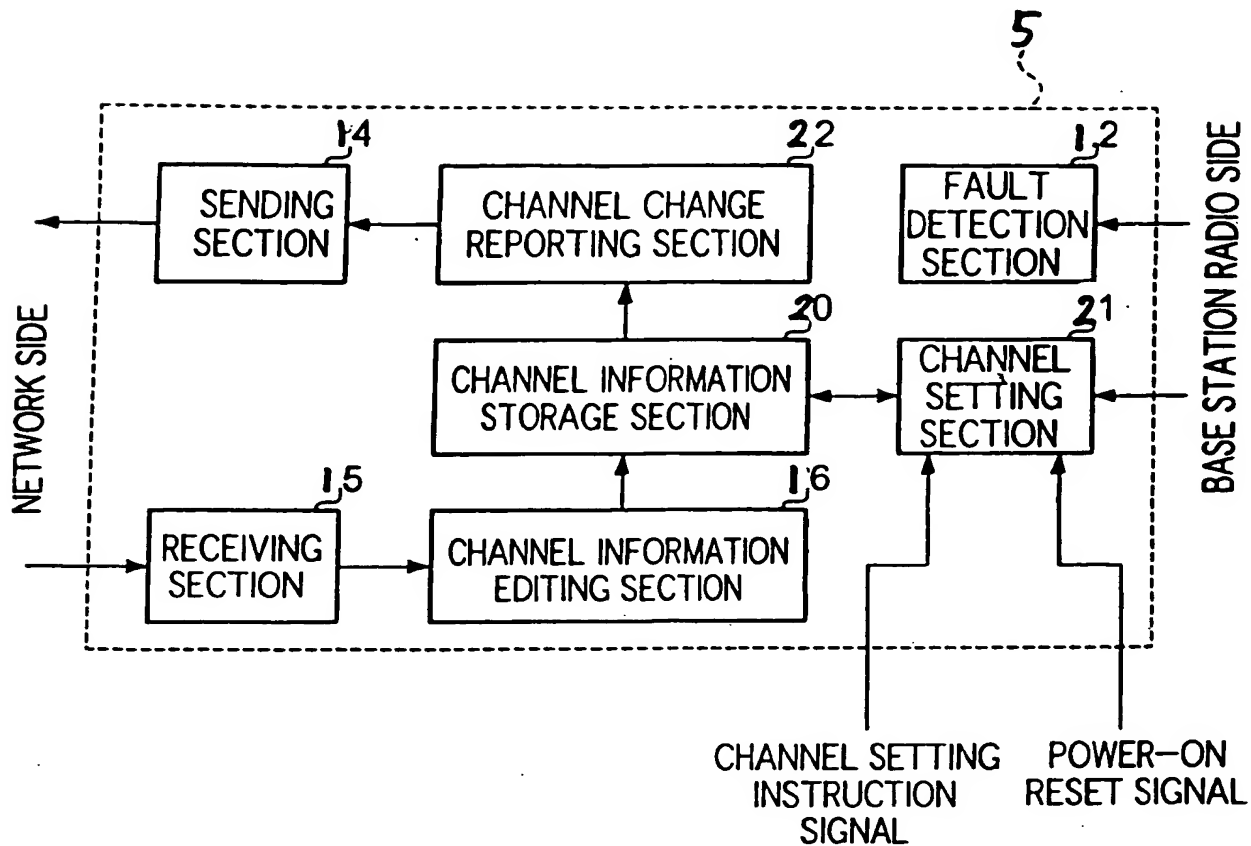 5
14
SENDING
SECTION
22
CHANNEL CHANGE
REPORTING SECTION
12
FAULT
DETECTION
SECTION
NETWORK SIDE
20
CHANNEL INFORMATION
STORAGE SECTION
21
CHANNEL
SETTING
SECTION
BASE STATION RADIO SIDE
15
RECEIVING
SECTION
16
CHANNEL INFORMATION
EDITING SECTION
CHANNEL SETTING
INSTRUCTION
SIGNAL
POWER-ON
RESET SIGNAL